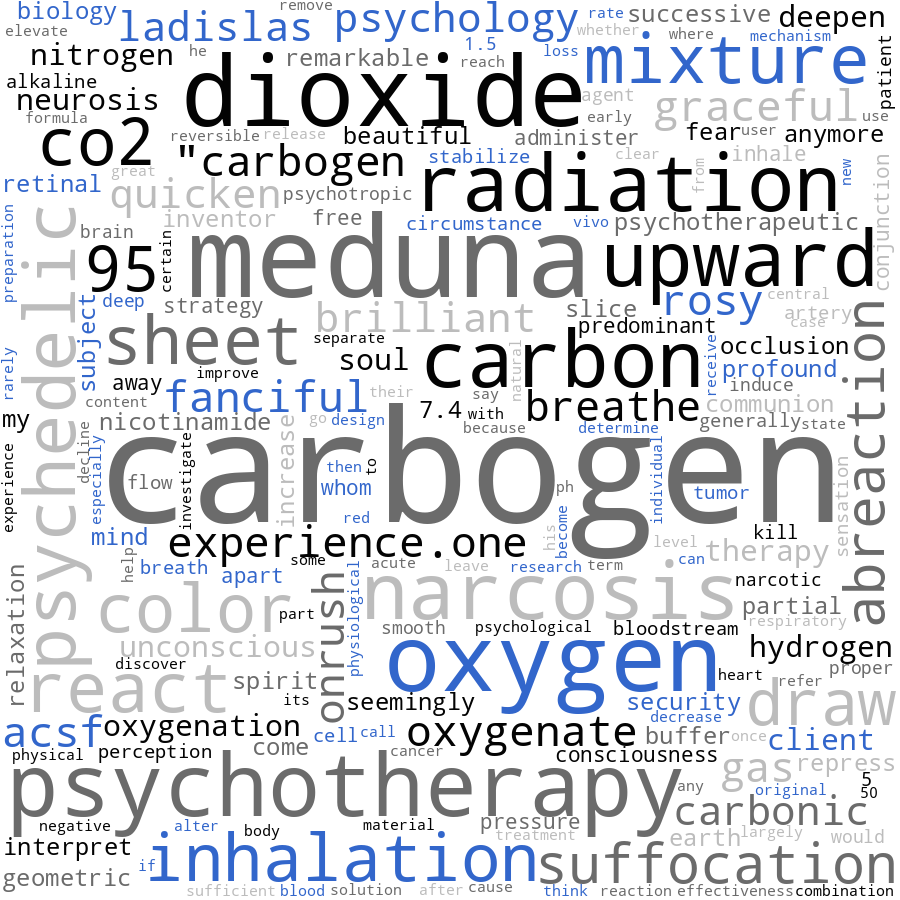 biology
ladislas
psychology
remove
rate
successive
deepen
elevate
whether
where
mechanism
nitrogen
he
remarkable
1.5
reach
loss
mixture
patient
alkaline
dioxide
agent
graceful
neurosis
formula
co2
reversible
release
beautiful
early
administer
fear
user
anymore
use
"carbogen
stabilize
clear
inhale
retinal
great
quicken
psychotropic
radiation
from
new
conjunction
inventor
free
circumstance
vivo
psychotherapeutic
preparation
brain
certain
95
meduna
upward
psychedelic
deep
strategy
rosy
central
subject
sheet
brilliant
slice
artery
case
predominant
abreaction
rarely
separate
soul
carbon
natural
occlusion
improve
receive
profound
away
fanciful
their
say
induce
content
my
7.4
with
breathe
communion
nicotinamide
go
design
because
determine
generally
state
decline
especially
carbogen
investigate
increase
then
to
flow
whom
ph
individual
tumor
sensation
experience
red
mind
experience.one
his
become
kill
level
can
therapy
help
breath
some
acute
leave
research
term
apart
narcotic
relaxation
color
part
onrush
physiological
narcosis
partial
smooth
psychological
bloodstream
respiratory
unconscious
discover
oxygen
hydrogen
react
spirit
its
heart
refer
proper
seemingly
security
draw
acsf
oxygenation
cell
call
oxygenate
decrease
buffer
once
client
physical
perception
come
cancer
consciousness
psychotherapy
any
gas
repress
original
5
50
carbonic
negative
alter
body
material
pressure
treatment
earth
largely
would
interpret
if
inhalation
suffocation
geometric
sufficient
blood
solution
after
cause
think
reaction
effectiveness
combination